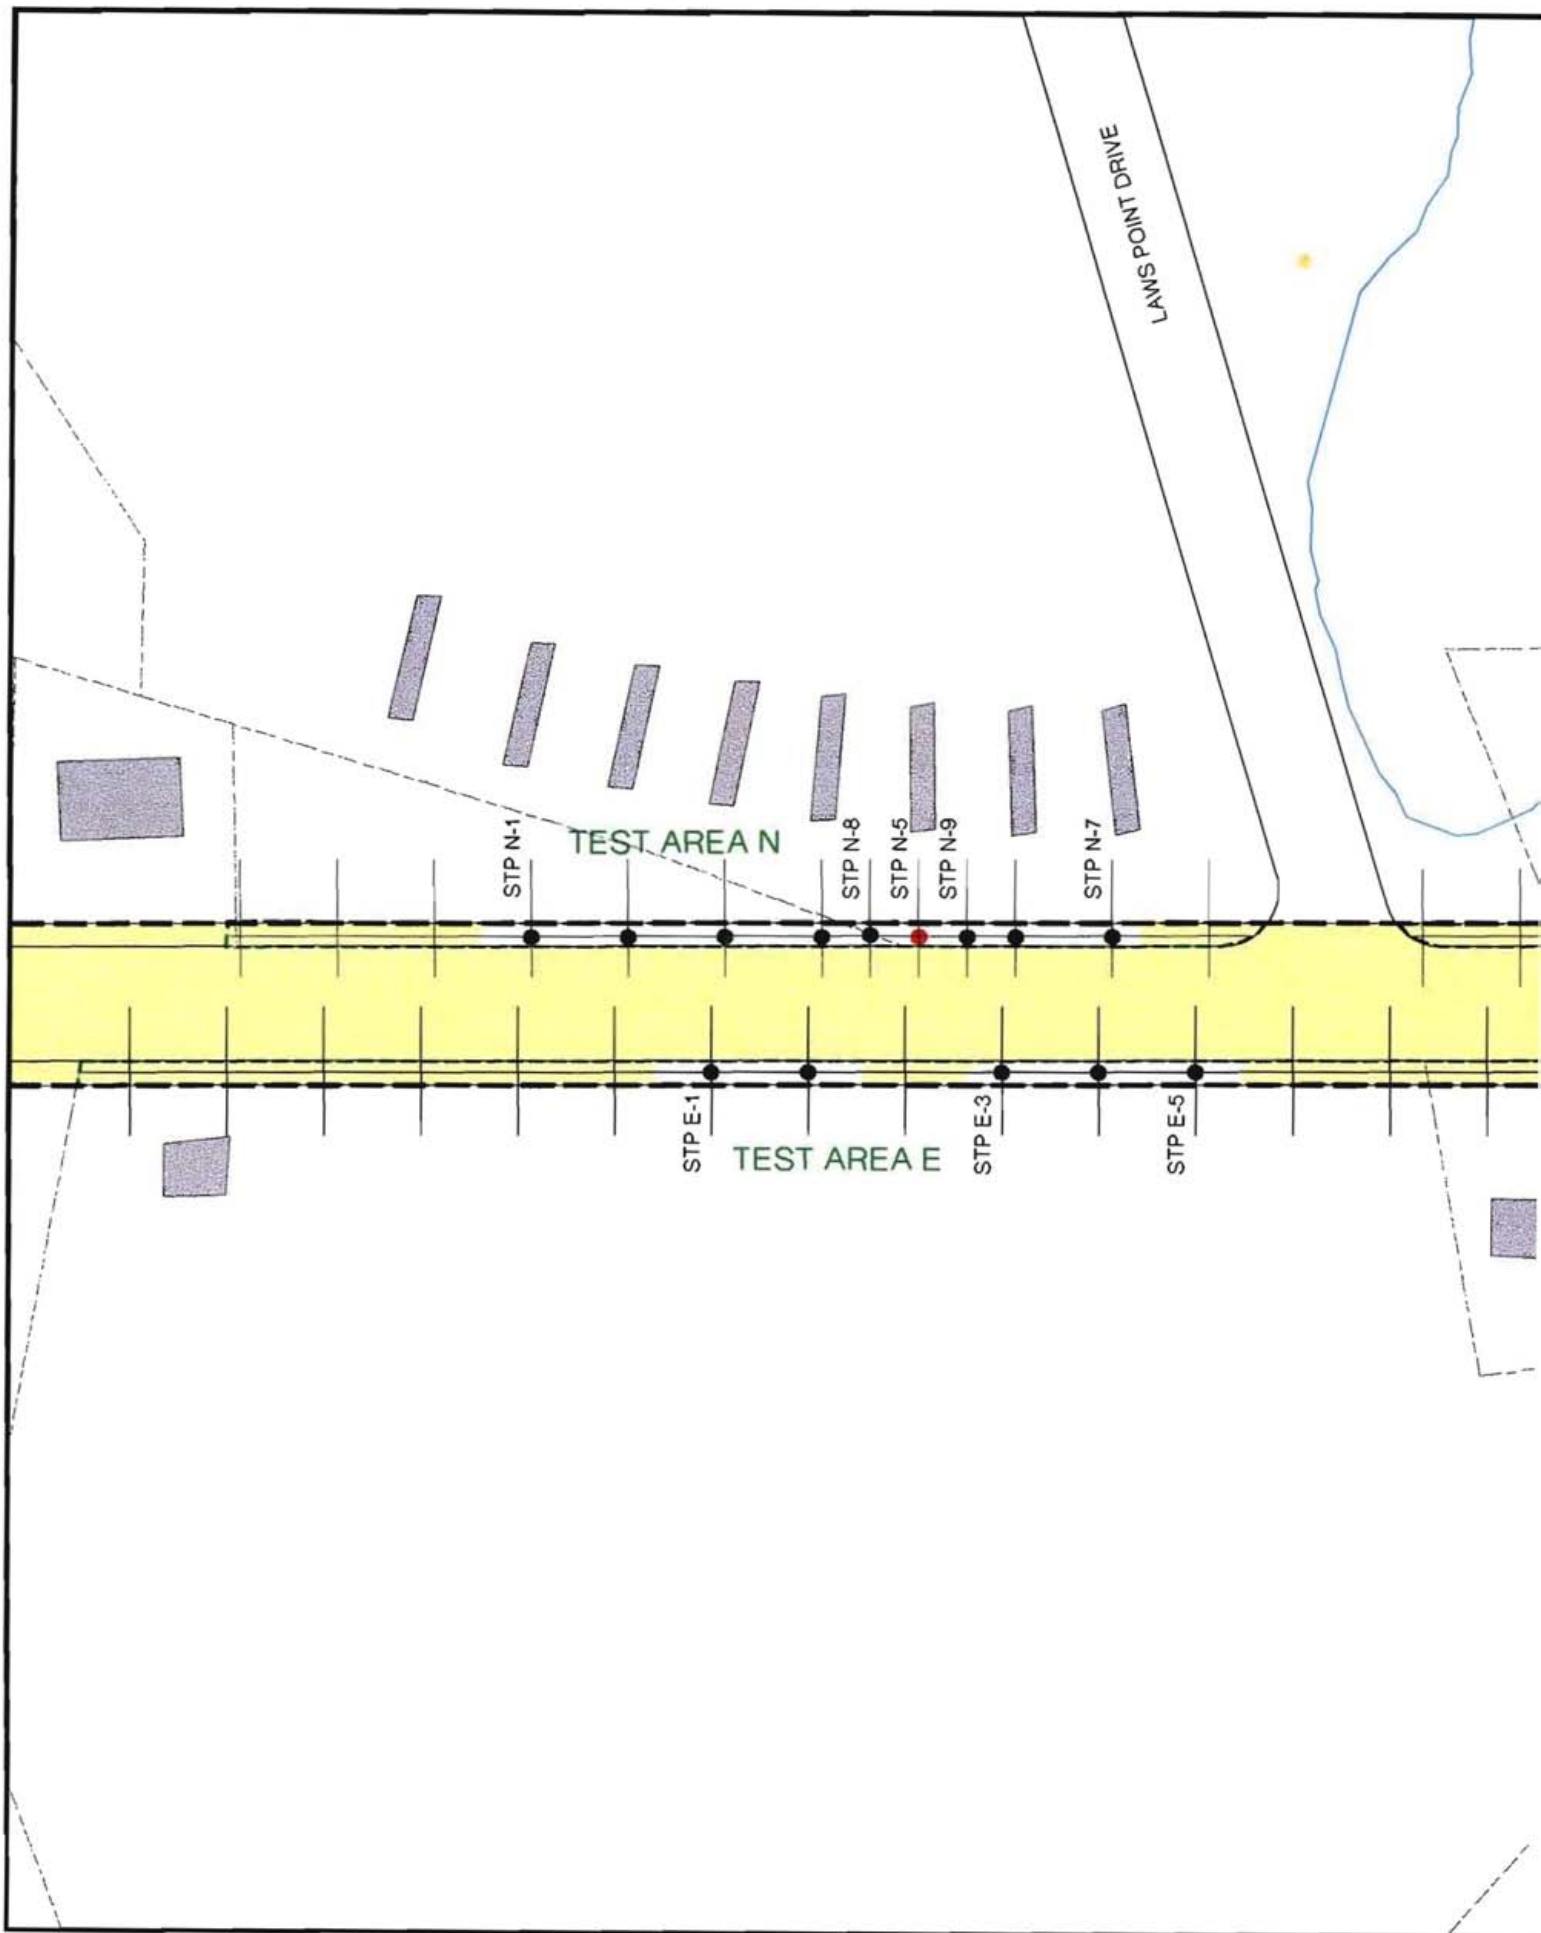 LAWS POINT DRIVE
TEST AREA N
STP N-1
STP N-8
STP N-5
STP N-9
STP N-7
STP E-1
STP E-3
STP E-5
TEST AREA E